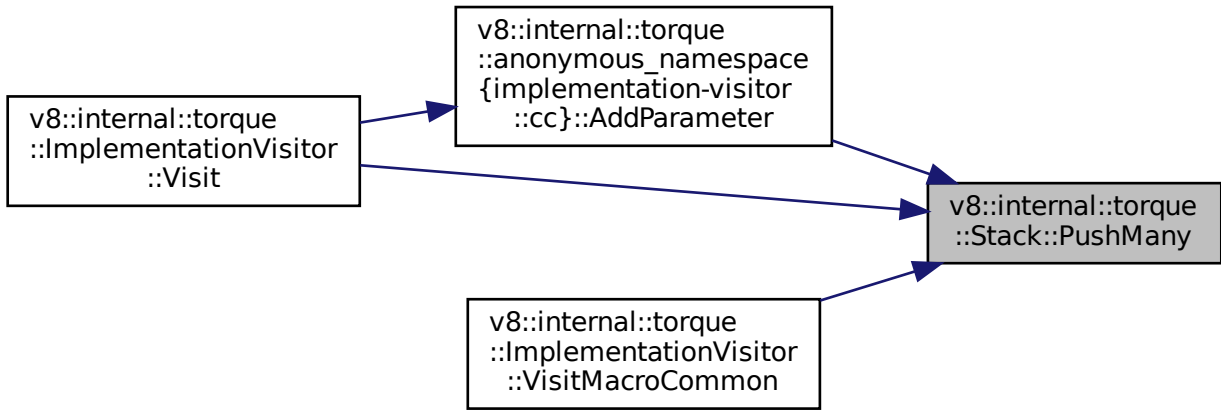 v8::internal::torque
::ImplementationVisitor
::Visit
v8::internal::torque
::anonymous_namespace
{implementation-visitor
::cc}::AddParameter
v8::internal::torque
::ImplementationVisitor
::VisitMacroCommon
v8::internal::torque
::Stack::PushMany